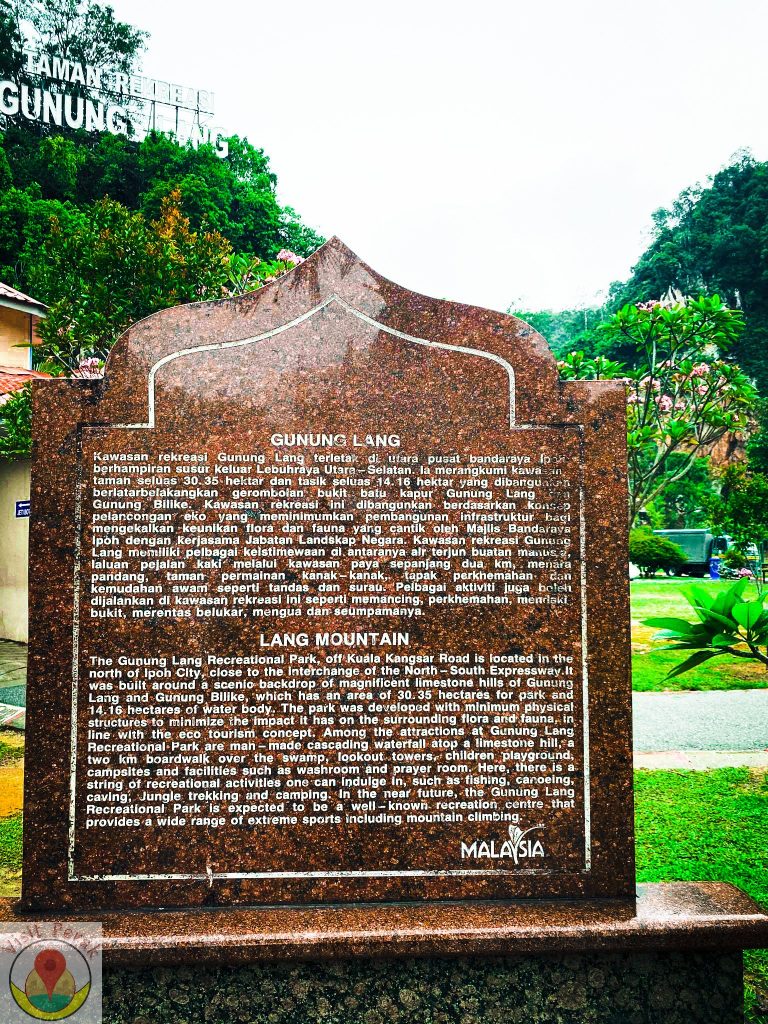 TAMAN REKREASI
GUNUNG LANG
GUNUNG LANG
Kawasan rekreasi Gunung Lang terletak di utara pusat bandaraya Ipoh
berhampiran susur keluar Lebuhraya Utara-Selatan. Ia merangkumi kawasan
taman seluas 30.35 hektar dan tasik seluas 14.16 hektar yang dibangunkan
berlatarbelakangkan gerombolan bukit batu kapur Gunung Lang dan
Gunung Bilike. Kawasan rekreasi ini dibangunkan berdasarkan konsep
pelancongan eko yang meminimumkan pembangunan infrastruktur bagi
mengekalkan keunikan flora dan fauna yang cantik oleh Majlis Bandaraya
Ipoh dengan kerjasama Jabatan Landskap Negara. Kawasan rekreasi Gunung
Lang memiliki pelbagai keistimewaan di antaranya air terjun buatan manusia,
laluan pejalan kaki melalui kawasan paya sepanjang dua km, menara
pandang, taman permainan kanak-kanak, tapak perkhemahan dan
kemudahan awam seperti tandas dan surau. Pelbagai aktiviti juga boleh
dijalankan di kawasan rekreasi ini seperti memancing, perkhemahan, mendaki
bukit, merentas belukar, mengua dan seumpamanya.
LANG MOUNTAIN
The Gunung Lang Recreational Park, off Kuala Kangsar Road is located in the
north of Ipoh City, close to the interchange of the North-South Expressway.It
was built around a scenic backdrop of magnificent limestone hills of Gunung
Lang and Gunung Bilike, which has an area of 30.35 hectares for park and
14.16 hectares of water body. The park was developed with minimum physical
structures to minimize the impact it has on the surrounding flora and fauna, in
line with the eco tourism concept. Among the attractions at Gunung Lang
Recreational Park are man-made cascading waterfall atop a limestone hill, a
two km boardwalk over the swamp, lookout towers, children playground,
campsites and facilities such as washroom and prayer room. Here, there is a
string of recreational activities one can indulge in, such as fishing, canoeing,
caving, Jungle trekking and camping. In the near future, the Gunung Lang
Recreational Park is expected to be a well-known recreation centre that
provides a wide range of extreme sports including mountain climbing.
MALAYSIA
Visit Perak